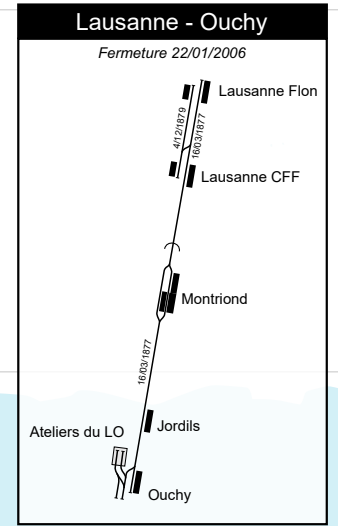 Lausanne - Ouchy
Fermeture 22/01/2006
Lausanne Flon
4/12/1879
16/03/1877
Lausanne CFF
Montriond
16/03/1877
Jordils
Ateliers du LO
Ouchy